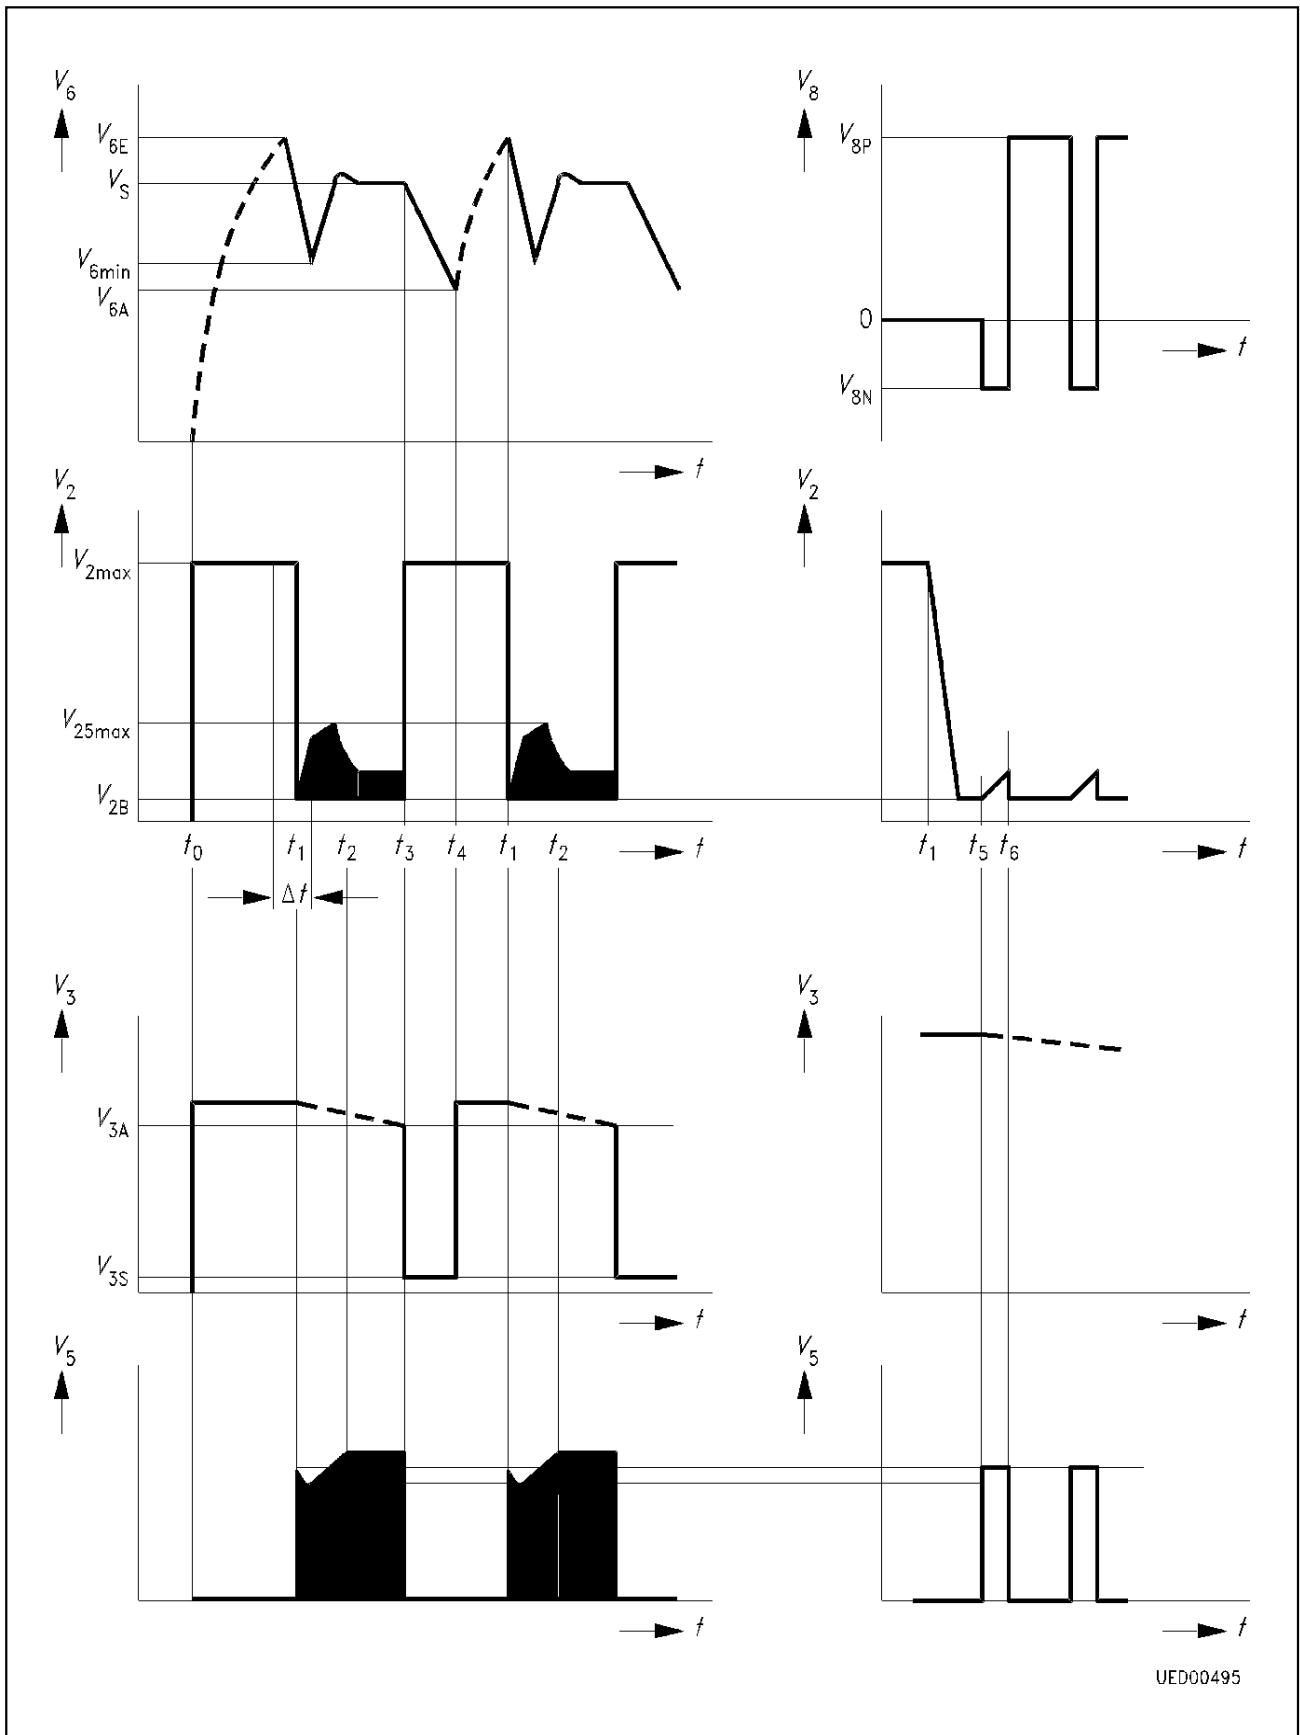 V6
V6E
VS
V6min
V6A
t
V8
V8P
0
t
V8N
V2
V2max
V25max
V2B
t0 t1 t2 t3 t4 t1 t2 t
Δt
V2
t1 t5 t6 t
V3
V3A
V3S
t
V3
t
V5
t
V5
t
UED00495